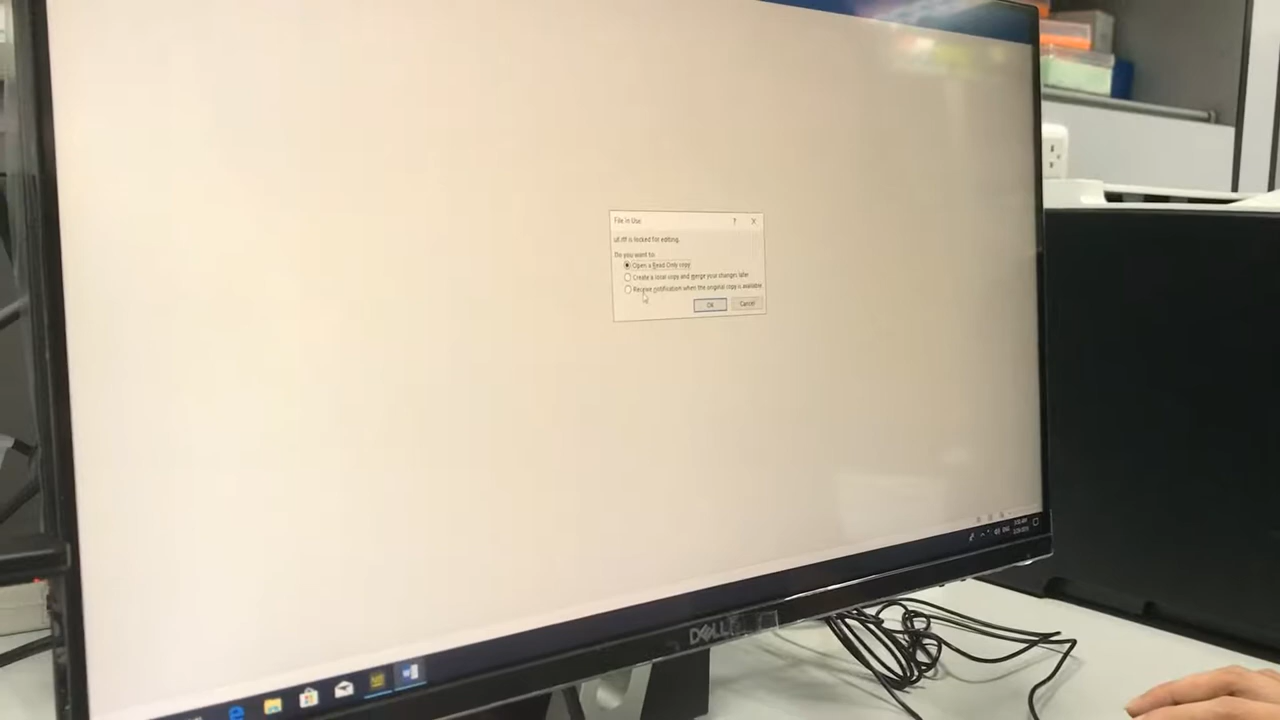 File In Use
is locked for editing.
Do you want to:
Open a Read Only copy
Create a local copy and merge your changes later
Receive notification when the original copy is available
OK
Cancel
ENG
DELL